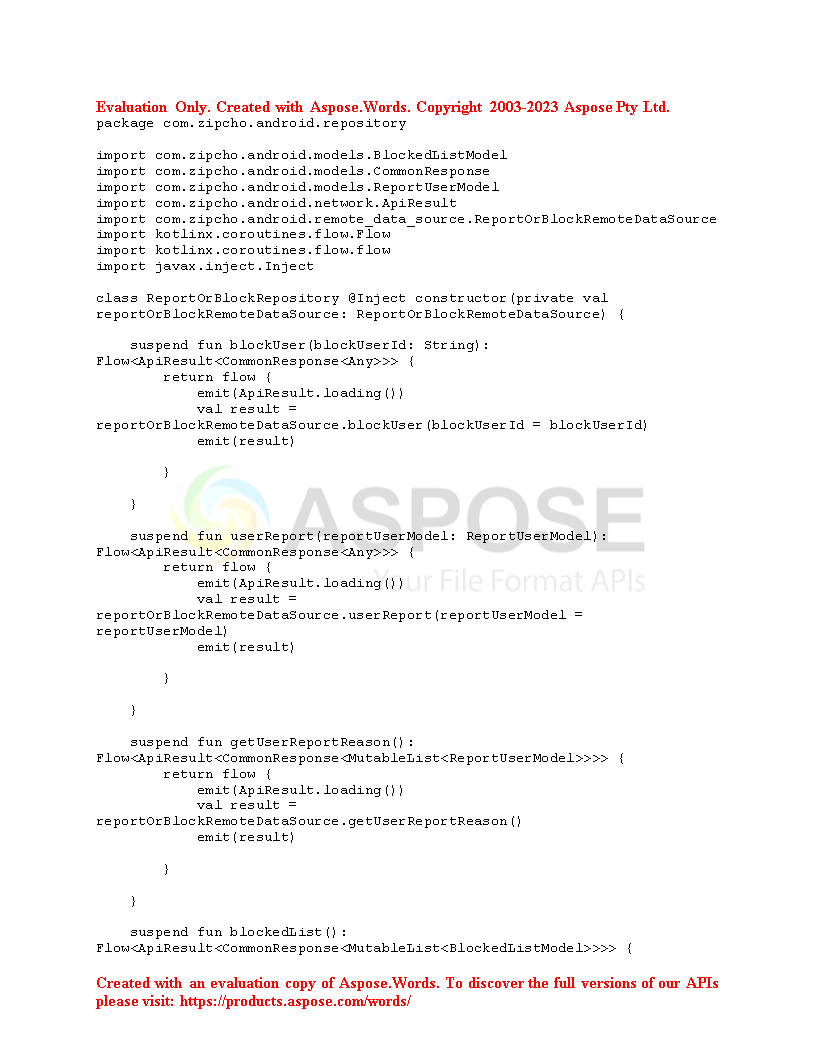 Evaluation Only. Created with Aspose.Words. Copyright 2003-2023 Aspose Pty Ltd.
package com.zipcho.android.repository
import com.zipcho.android.models.BlockedListModel
import com.zipcho.android.models.CommonResponse
import com.zipcho.android.models.ReportUserModel
import com.zipcho.android.network.ApiResult
import com.zipcho.android.remote_data_source.ReportOrBlockRemoteDataSource
import kotlinx.coroutines.flow.Flow
import kotlinx.coroutines.flow.flow
import javax.inject.Inject
class ReportOrBlockRepository @Inject constructor(private val
reportOrBlockRemoteDataSource: ReportOrBlockRemoteDataSource) {
    suspend fun blockUser(blockUserId: String):
Flow<ApiResult<CommonResponse<Any>>> {
        return flow {
            emit(ApiResult.loading())
            val result =
reportOrBlockRemoteDataSource.blockUser(blockUserId = blockUserId)
            emit(result)
        }
    }
ASPOSE
    suspend fun userReport(reportUserModel: ReportUserModel):
Flow<ApiResult<CommonResponse<Any>>> {
        return flow {
            emit(ApiResult.loading())
Your File Format APIs
            val result =
reportOrBlockRemoteDataSource.userReport(reportUserModel =
reportUserModel)
            emit(result)
        }
    }
    suspend fun getUserReportReason():
Flow<ApiResult<CommonResponse<MutableList<ReportUserModel>>>> {
        return flow {
            emit(ApiResult.loading())
            val result =
reportOrBlockRemoteDataSource.getUserReportReason()
            emit(result)
        }
    }
    suspend fun blockedList():
Flow<ApiResult<CommonResponse<MutableList<BlockedListModel>>>> {
Created with an evaluation copy of Aspose.Words. To discover the full versions of our APIs
please visit: https://products.aspose.com/words/